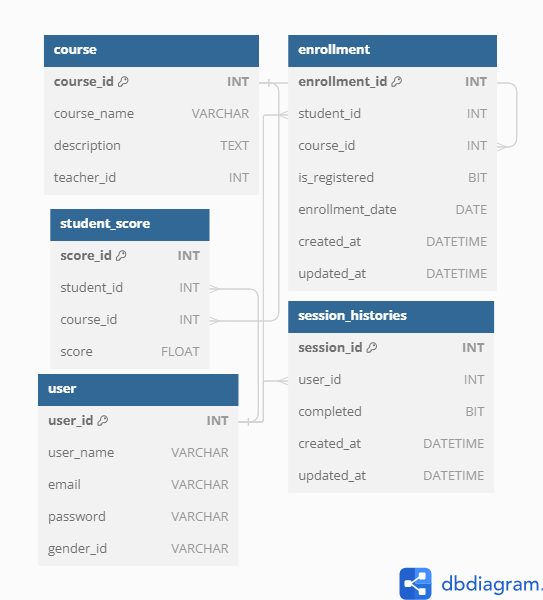 course
course_id INT
course_name VARCHAR
description TEXT
teacher_id INT
enrollment
enrollment_id INT
student_id INT
course_id INT
is_registered BIT
enrollment_date DATE
created_at DATETIME
updated_at DATETIME
student_score
score_id INT
student_id INT
course_id INT
score FLOAT
session_histories
session_id INT
user_id INT
completed BIT
created_at DATETIME
updated_at DATETIME
user
user_id INT
user_name VARCHAR
email VARCHAR
password VARCHAR
gender_id VARCHAR
dbdiagram.